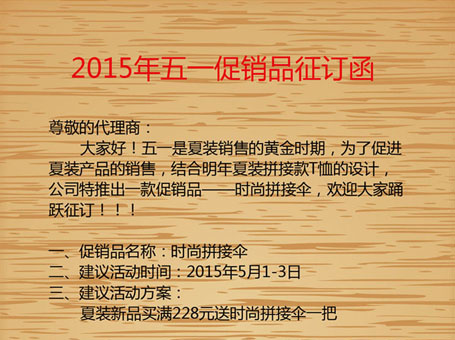 2015年五一促销品征订函
尊敬的代理商：
大家好！五一是夏装销售的黄金时期，为了促进
夏装产品的销售，结合明年夏装拼接款T恤的设计，
公司特推出一款促销品——时尚拼接伞，欢迎大家踊
跃征订！！！
一、促销品名称：时尚拼接伞
二、建议活动时间：2015年5月1-3日
三、建议活动方案：
夏装新品买满228元送时尚拼接伞一把